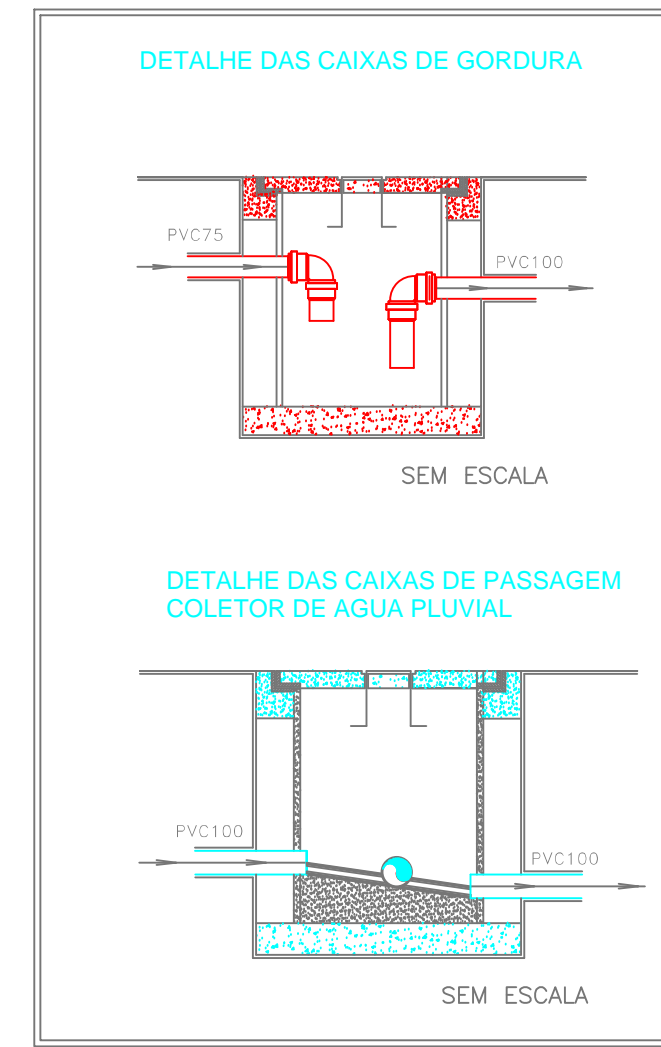 DETALHE DAS CAIXAS DE GORDURA
PVC75
PVC100
SEM ESCALA
DETALHE DAS CAIXAS DE PASSAGEM
COLETOR DE AGUA PLUVIAL
PVC100
PVC100
SEM ESCALA